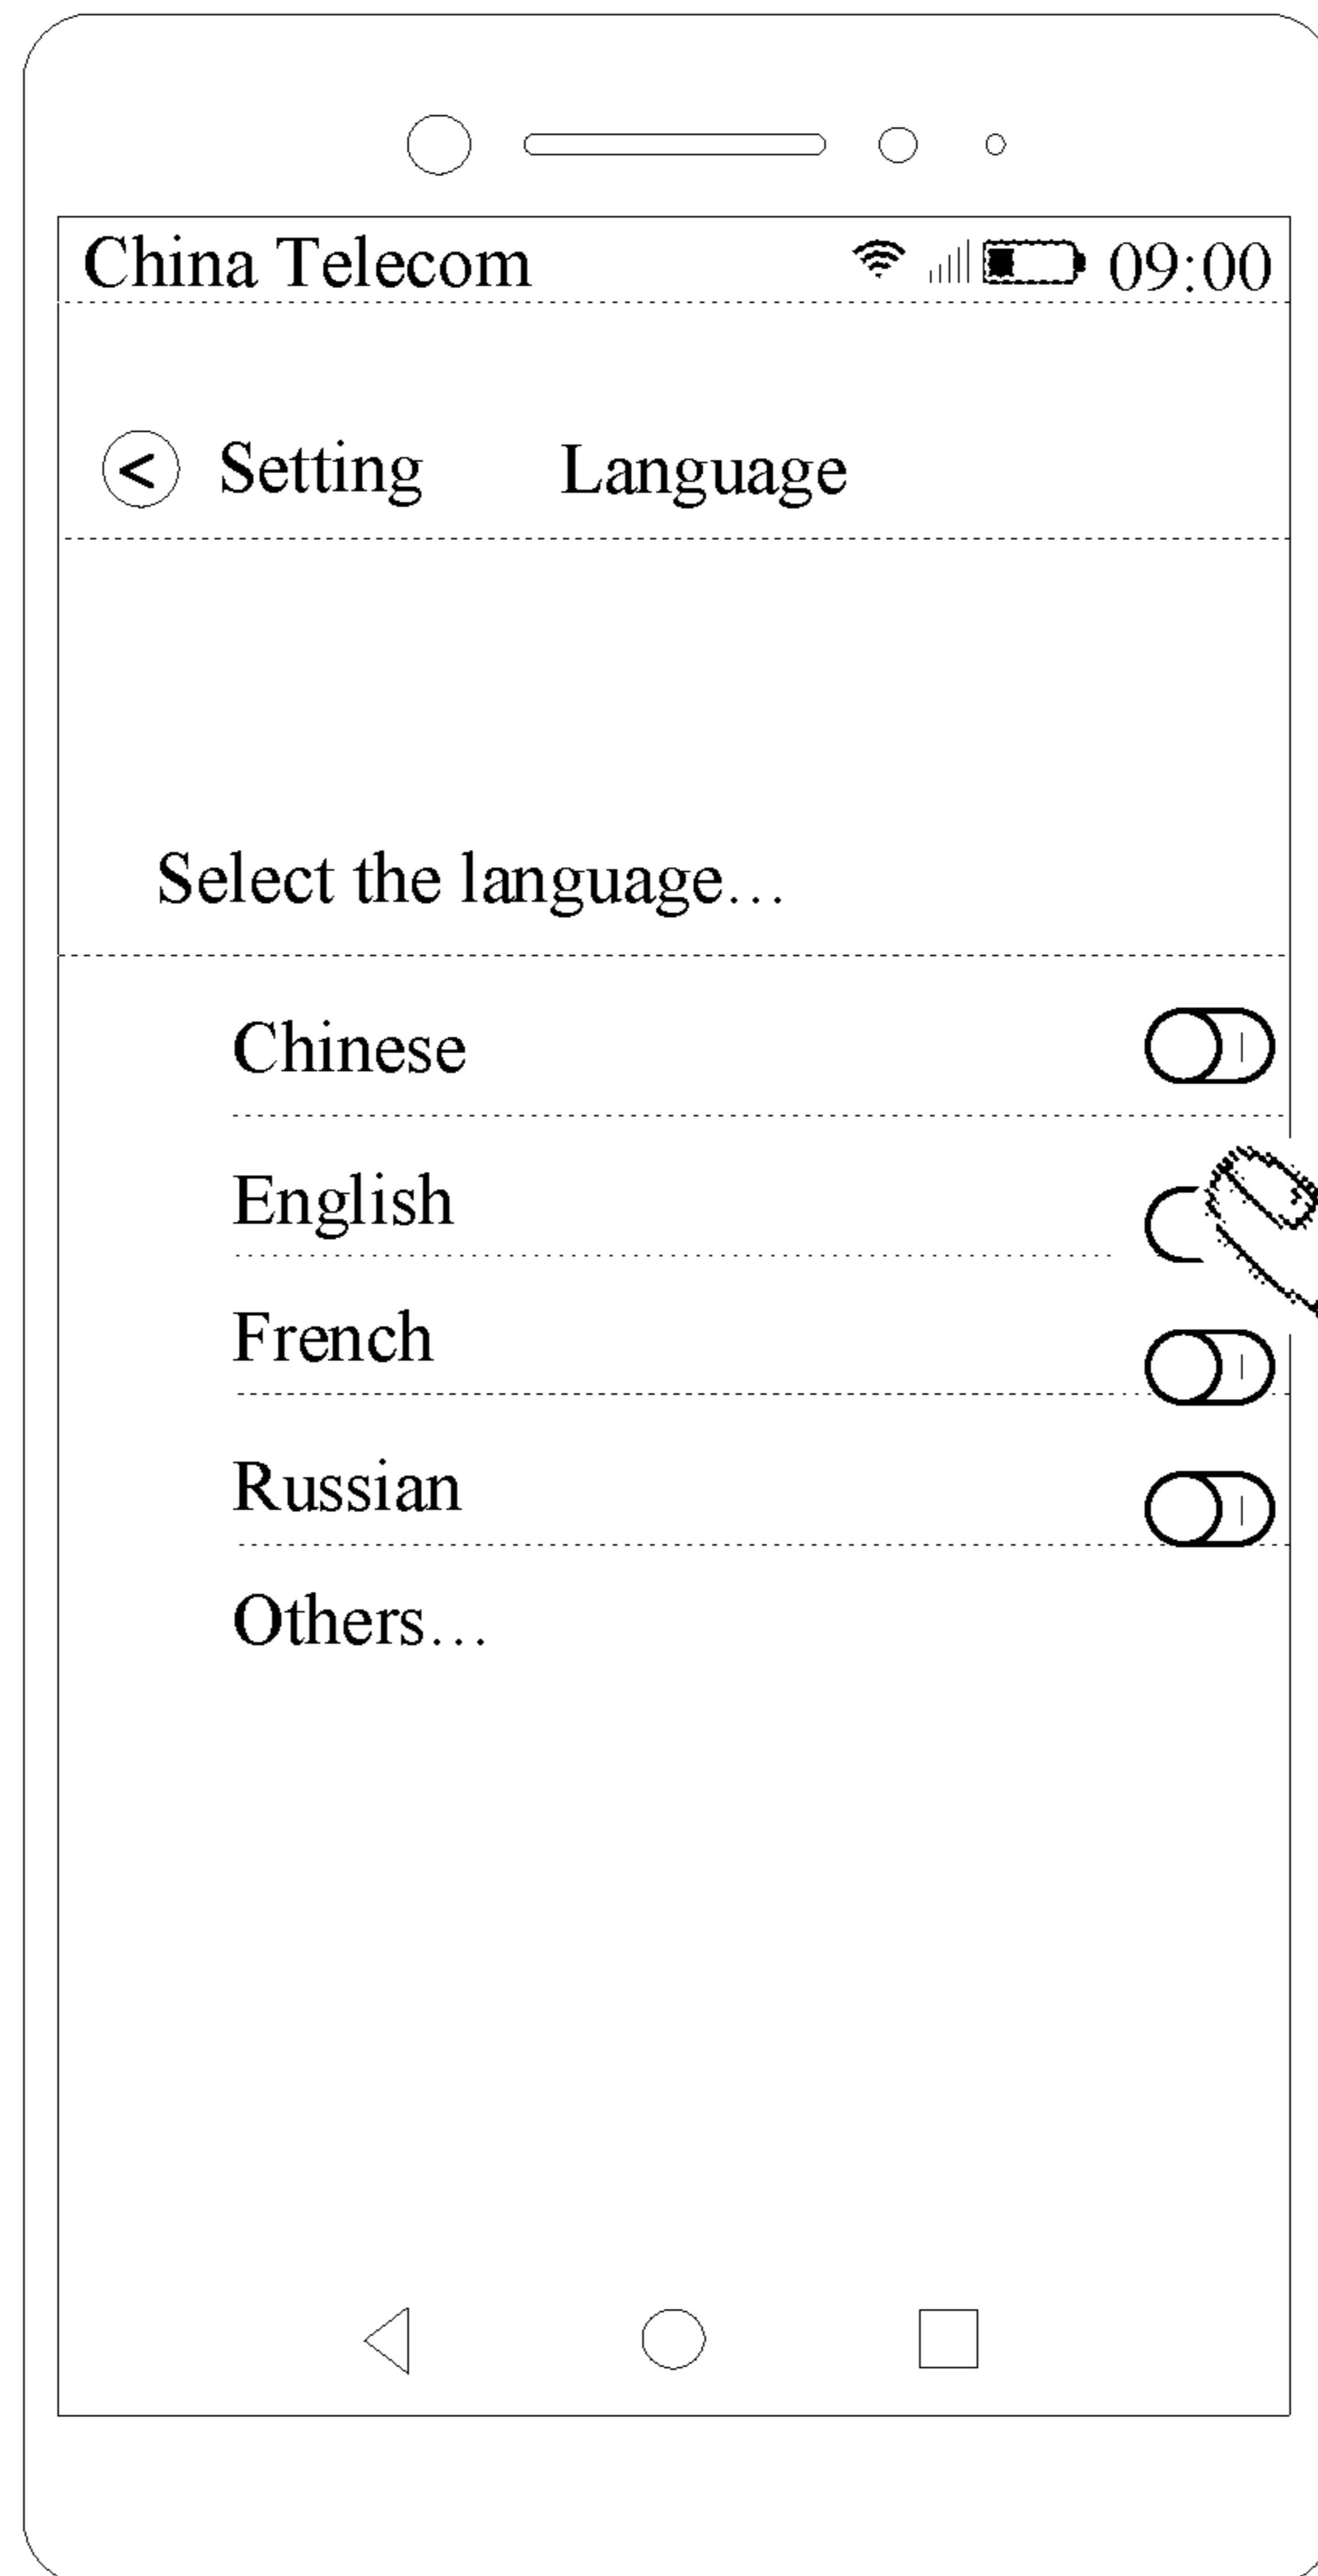 China Telecom 09:00
< Setting Language
Select the language…
Chinese
English
French
Russian
Others…